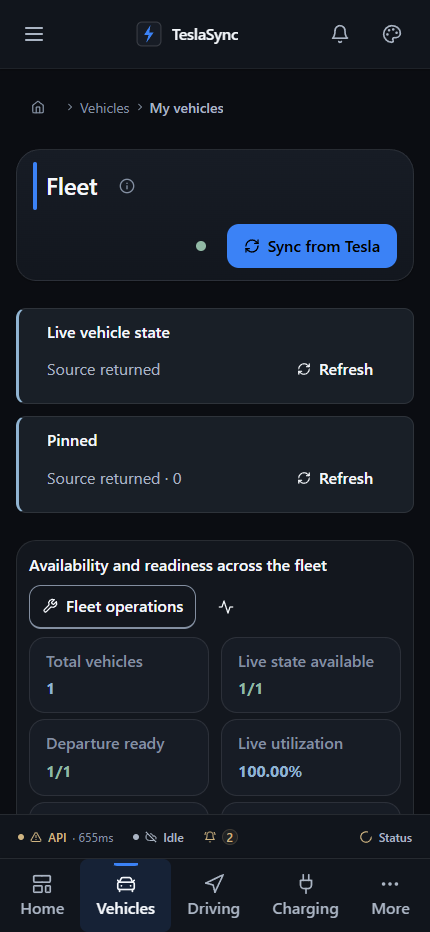 TeslaSync
Vehicles
My vehicles
Fleet
Sync from Tesla
Live vehicle state
Source returned
Refresh
Pinned
Source returned · 0
Refresh
Availability and readiness across the fleet
Fleet operations
Total vehicles
1
Live state available
1/1
Departure ready
1/1
Live utilization
100.00%
API · 655ms
Idle
2
Status
Home
Vehicles
Driving
Charging
More